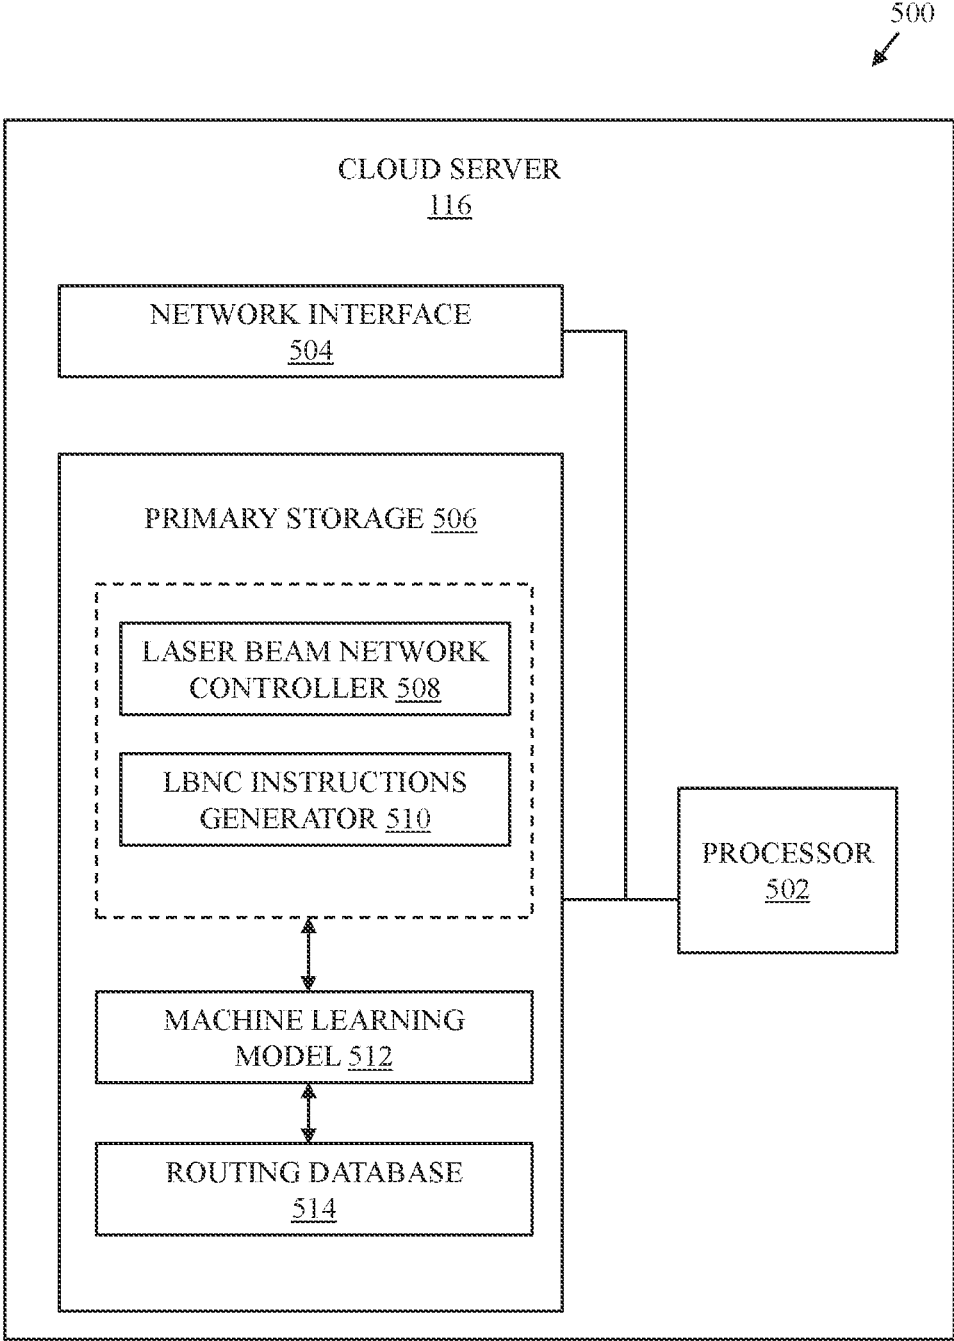 500
CLOUD SERVER
116
NETWORK INTERFACE
504
PRIMARY STORAGE 506
LASER BEAM NETWORK
CONTROLLER 508
LBNC INSTRUCTIONS
GENERATOR 510
PROCESSOR
502
MACHINE LEARNING
MODEL 512
ROUTING DATABASE
514